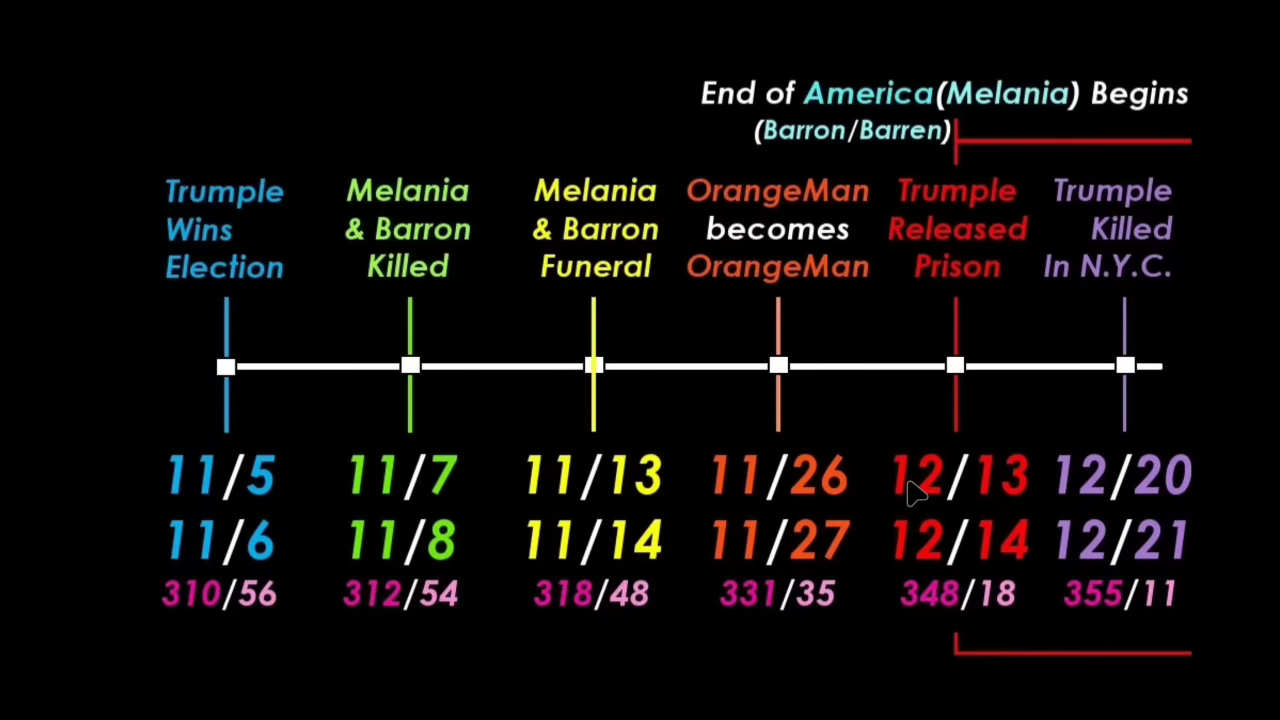 End of America(Melania) Begins
(Barron/Barren)
Trumple
Wins
Election
Melania
& Barron
Killed
Melania
& Barron
Funeral
OrangeMan
becomes
OrangeMan
Trumple
Released
Prison
Trumple
Killed
In N.Y.C.
11/5
11/6
310/56
11/7
11/8
312/54
11/13
11/14
318/48
11/26
11/27
331/35
12/13
12/14
348/18
12/20
12/21
355/11